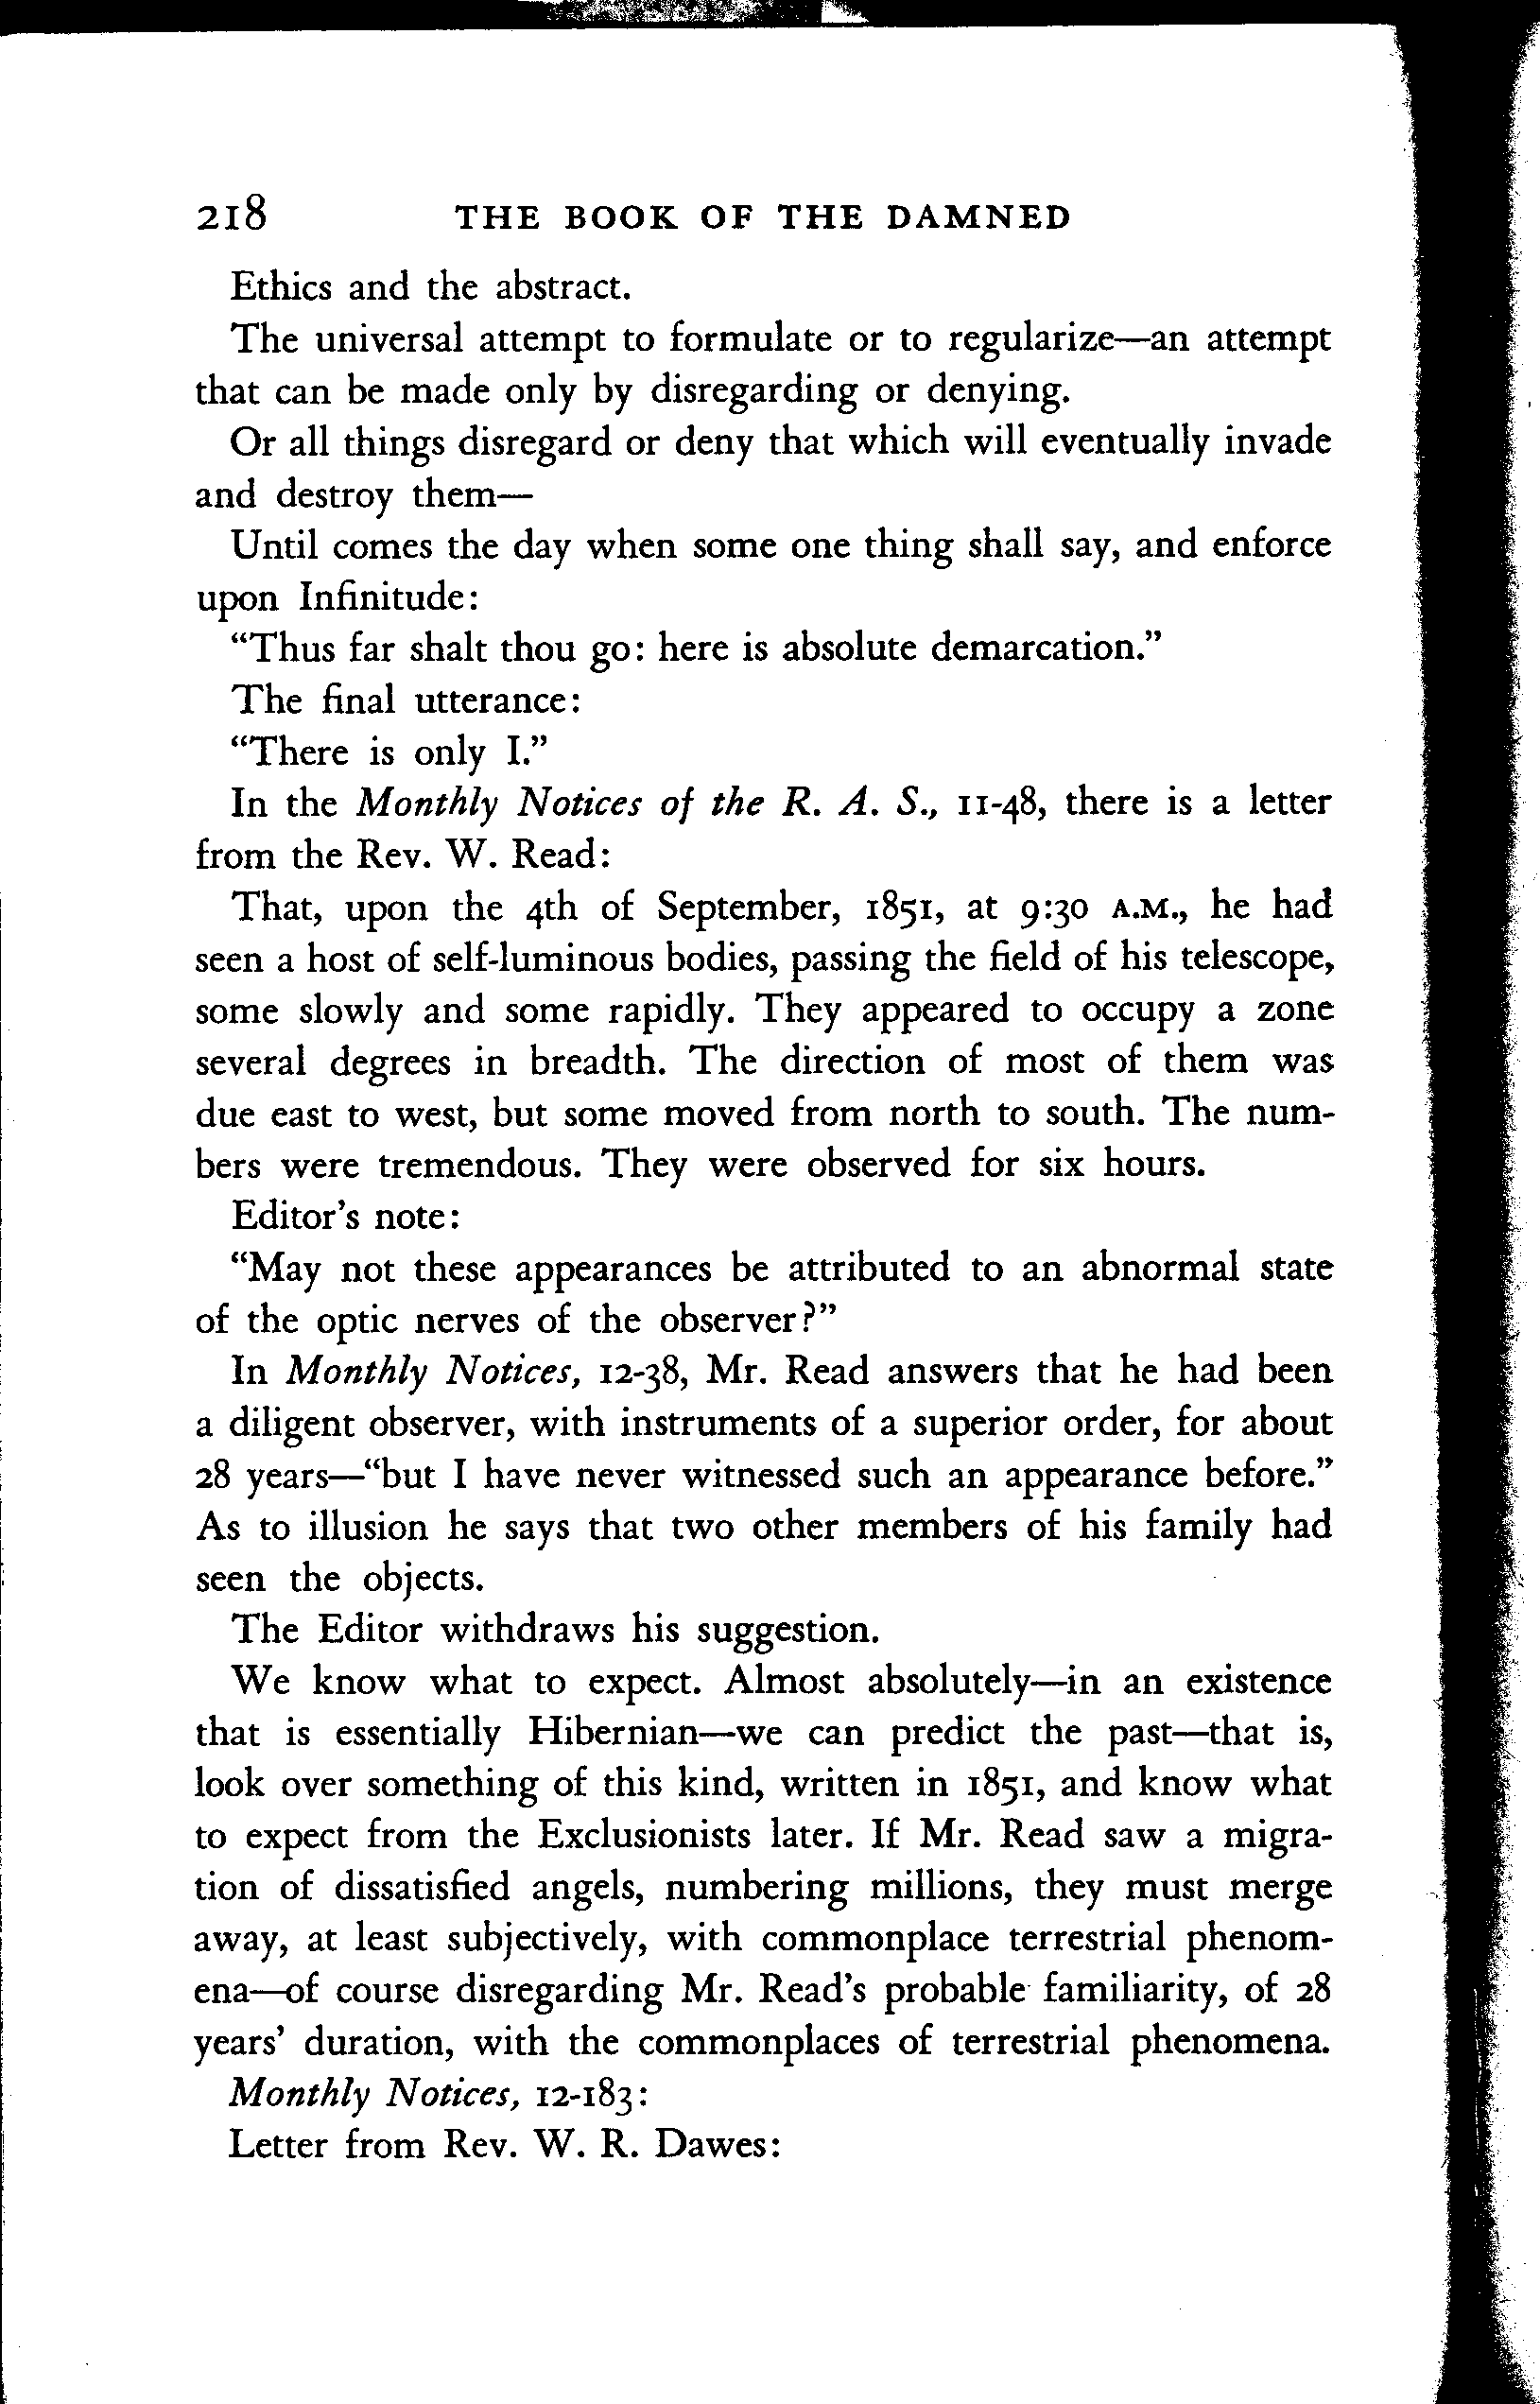 218 THE BOOK OF THE DAMNED
Ethics and the abstract.
The universal attempt to formulate or to regularize—an attempt
that can be made only by disregarding or denying.
Or all things disregard or deny that which will eventually invade
and destroy them—
Until comes the day when some one thing shall say, and enforce
upon Infinitude:
“Thus far shalt thou go: here is absolute demarcation.”
The final utterance:
“There is only I.”
In the Monthly Notices of the R. A. S., 11-48, there is a letter
from the Rev. W. Read:
That, upon the 4th of September, 1851, at 9:30 A.M., he had
seen a host of self-luminous bodies, passing the field of his telescope,
some slowly and some rapidly. They appeared to occupy a zone
several degrees in breadth. The direction of most of them was
due east to west, but some moved from north to south. The num-
bers were tremendous. They were observed for six hours.
Editor’s note:
“May not these appearances be attributed to an abnormal state
of the optic nerves of the observer?”
In Monthly Notices, 12-38, Mr. Read answers that he had been
a diligent observer, with instruments of a superior order, for about
28 years—“but I have never witnessed such an appearance before.”
As to illusion he says that two other members of his family had
seen the objects.
The Editor withdraws his suggestion.
We know what to expect. Almost absolutely—in an existence
that is essentially Hibernian—we can predict the past—that is,
look over something of this kind, written in 1851, and know what
to expect from the Exclusionists later. If Mr. Read saw a migra-
tion of dissatisfied angels, numbering millions, they must merge
away, at least subjectively, with commonplace terrestrial phenom-
ena—of course disregarding Mr. Read’s probable familiarity, of 28
years’ duration, with the commonplaces of terrestrial phenomena.
Monthly Notices, 12-183:
Letter from Rev. W. R. Dawes: